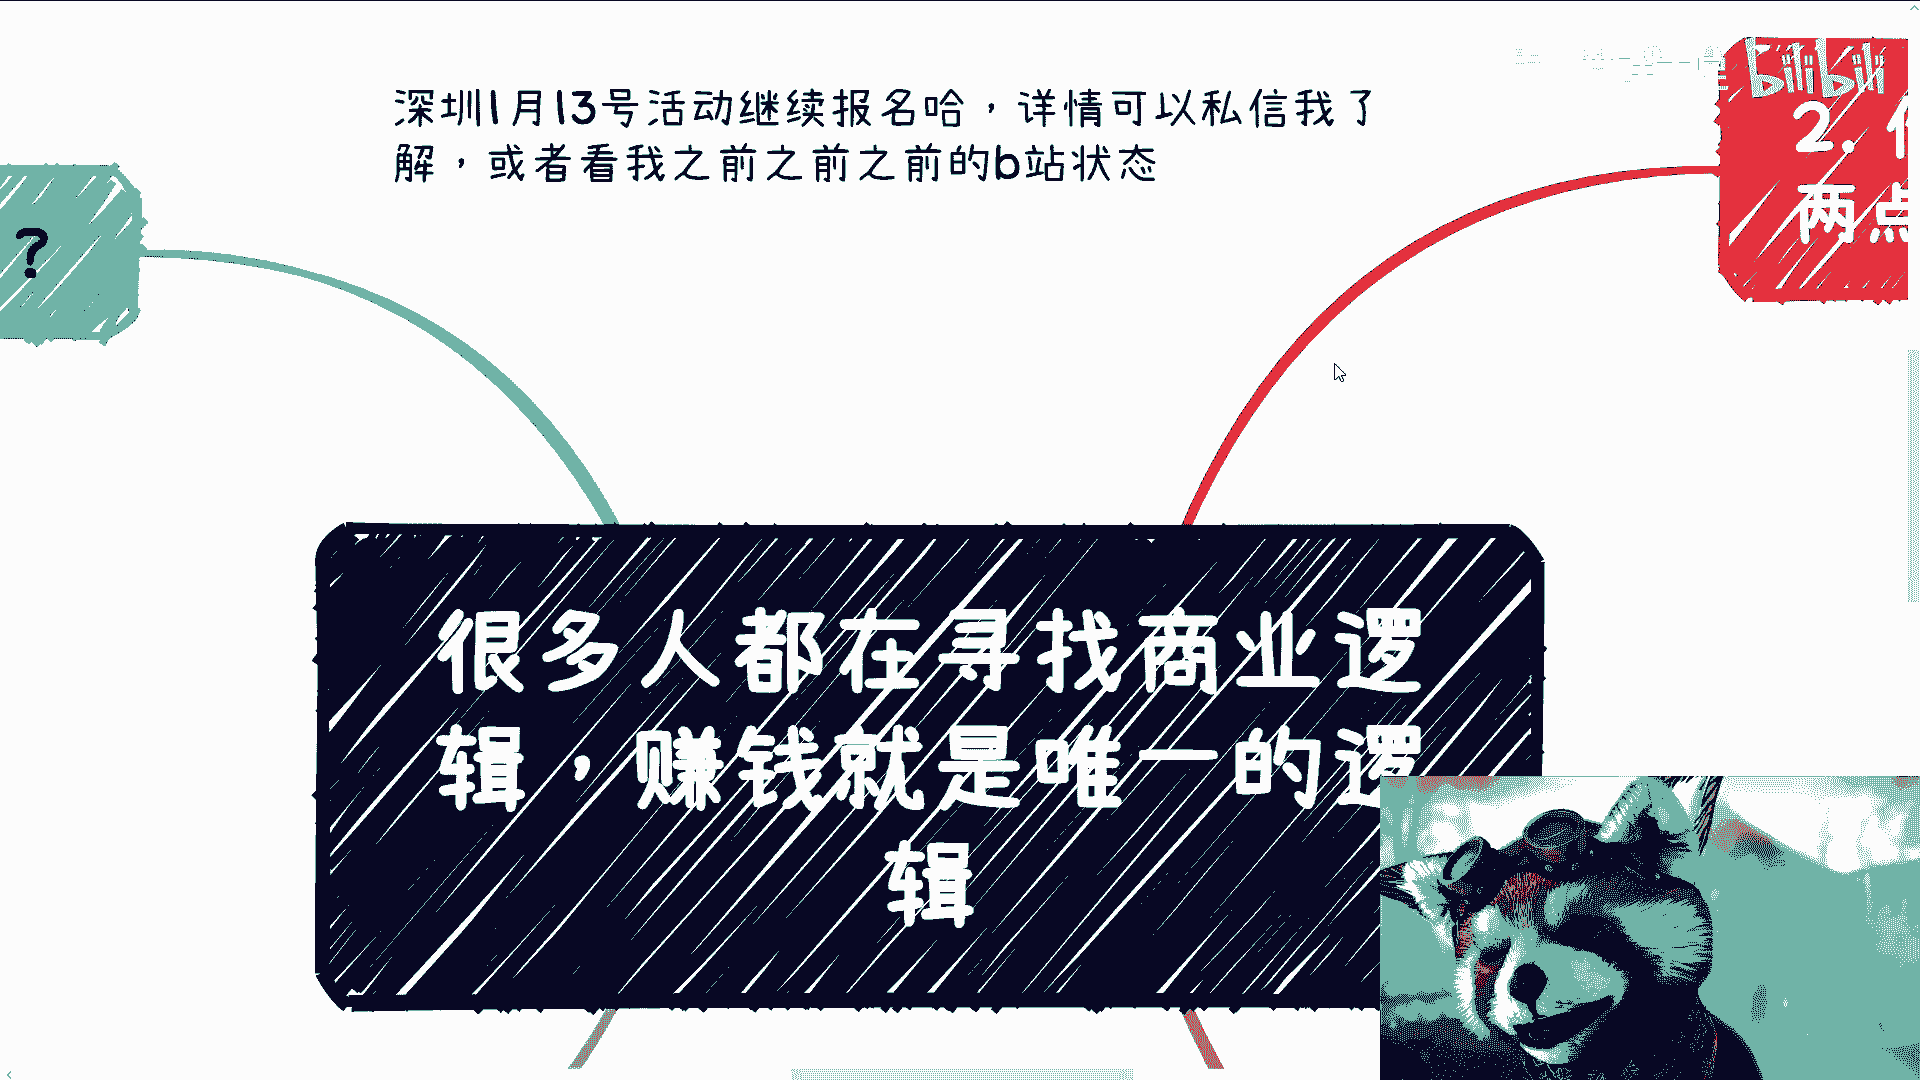 深圳1月13号活动继续报名哈，详情可以私信我了
解，或者看我之前之前之前的b站状态
bilibili
2.
两点
？
很多人都在寻找商业逻
辑，赚钱就是唯一的逻
辑